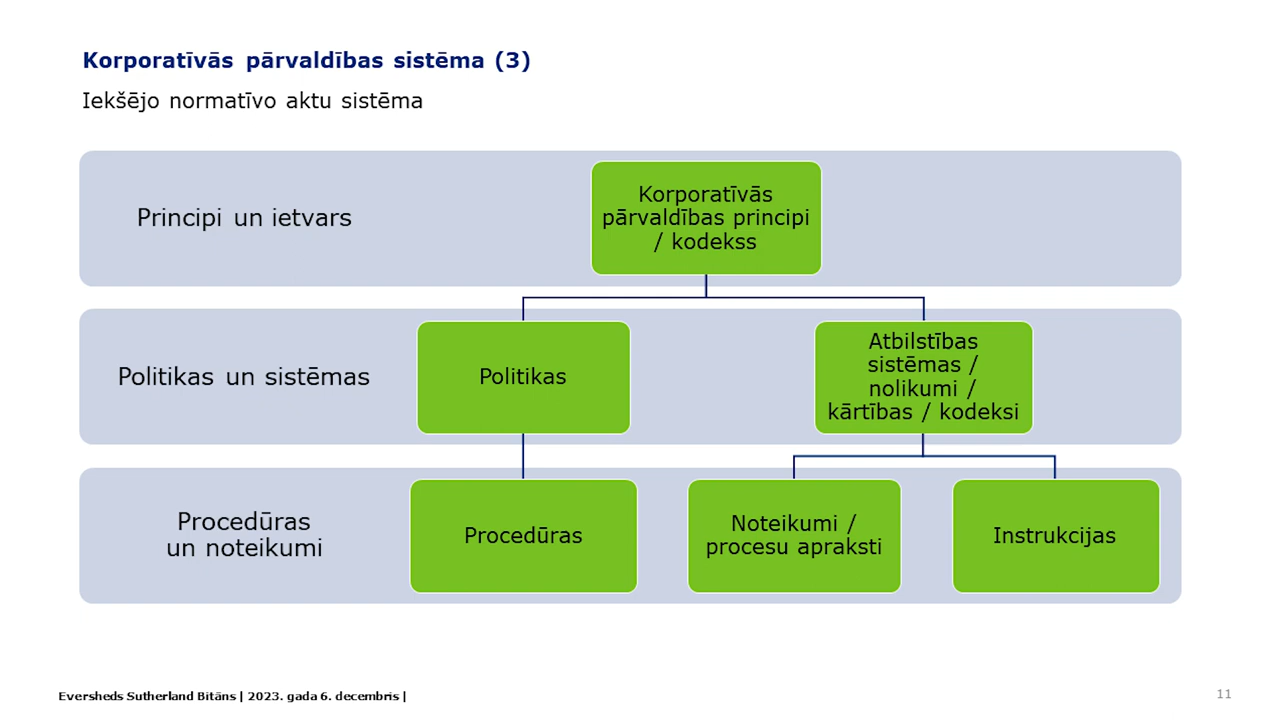 Korporatīvās pārvaldības sistēma (3)
Iekšējo normatīvo aktu sistēma
Principi un ietvars
Korporatīvās
pārvaldības principi
/ kodekss
Politikas un sistēmas
Politikas
Atbilstības
sistēmas /
nolikumi /
kārtības / kodeksi
Procedūras
un noteikumi
Procedūras
Noteikumi /
procesu apraksti
Instrukcijas
Eversheds Sutherland Bitāns | 2023. gada 6. decembris |
11